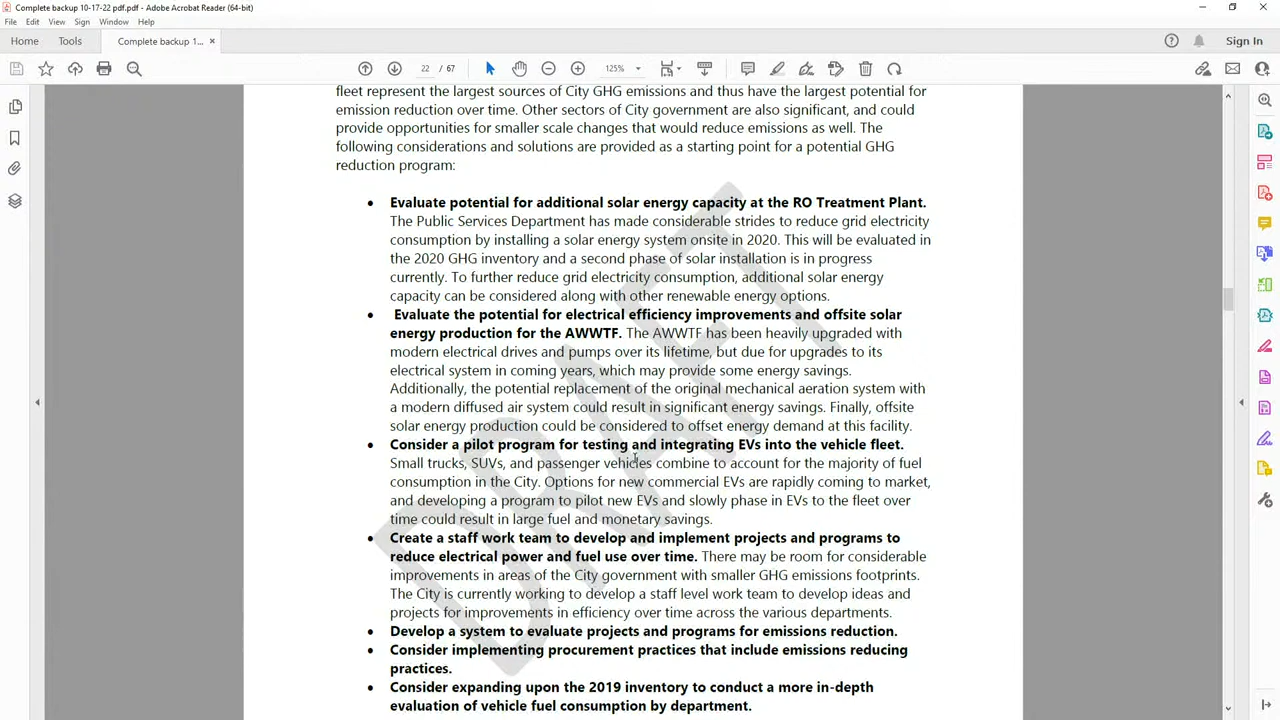 Complete backup 10-17-22 pdf.pdf - Adobe Acrobat Reader (64-bit)
File Edit View Sign Window Help
Home Tools Complete backup 1... × Sign In
22 / 67 125%
fleet represent the largest sources of City GHG emissions and thus have the largest potential for
emission reduction over time. Other sectors of City government are also significant, and could
provide opportunities for smaller scale changes that would reduce emissions as well. The
following considerations and solutions are provided as a starting point for a potential GHG
reduction program:
• Evaluate potential for additional solar energy capacity at the RO Treatment Plant.
The Public Services Department has made considerable strides to reduce grid electricity
consumption by installing a solar energy system onsite in 2020. This will be evaluated in
the 2020 GHG inventory and a second phase of solar installation is in progress
currently. To further reduce grid electricity consumption, additional solar energy
capacity can be considered along with other renewable energy options.
• Evaluate the potential for electrical efficiency improvements and offsite solar
energy production for the AWWTF. The AWWTF has been heavily upgraded with
modern electrical drives and pumps over its lifetime, but due for upgrades to its
electrical system in coming years, which may provide some energy savings.
Additionally, the potential replacement of the original mechanical aeration system with
a modern diffused air system could result in significant energy savings. Finally, offsite
solar energy production could be considered to offset energy demand at this facility.
• Consider a pilot program for testing and integrating EVs into the vehicle fleet.
Small trucks, SUVs, and passenger vehicles combine to account for the majority of fuel
consumption in the City. Options for new commercial EVs are rapidly coming to market,
and developing a program to pilot new EVs and slowly phase in EVs to the fleet over
time could result in large fuel and monetary savings.
• Create a staff work team to develop and implement projects and programs to
reduce electrical power and fuel use over time. There may be room for considerable
improvements in areas of the City government with smaller GHG emissions footprints.
The City is currently working to develop a staff level work team to develop ideas and
projects for improvements in efficiency over time across the various departments.
• Develop a system to evaluate projects and programs for emissions reduction.
• Consider implementing procurement practices that include emissions reducing
practices.
• Consider expanding upon the 2019 inventory to conduct a more in-depth
evaluation of vehicle fuel consumption by department.
DRAFT